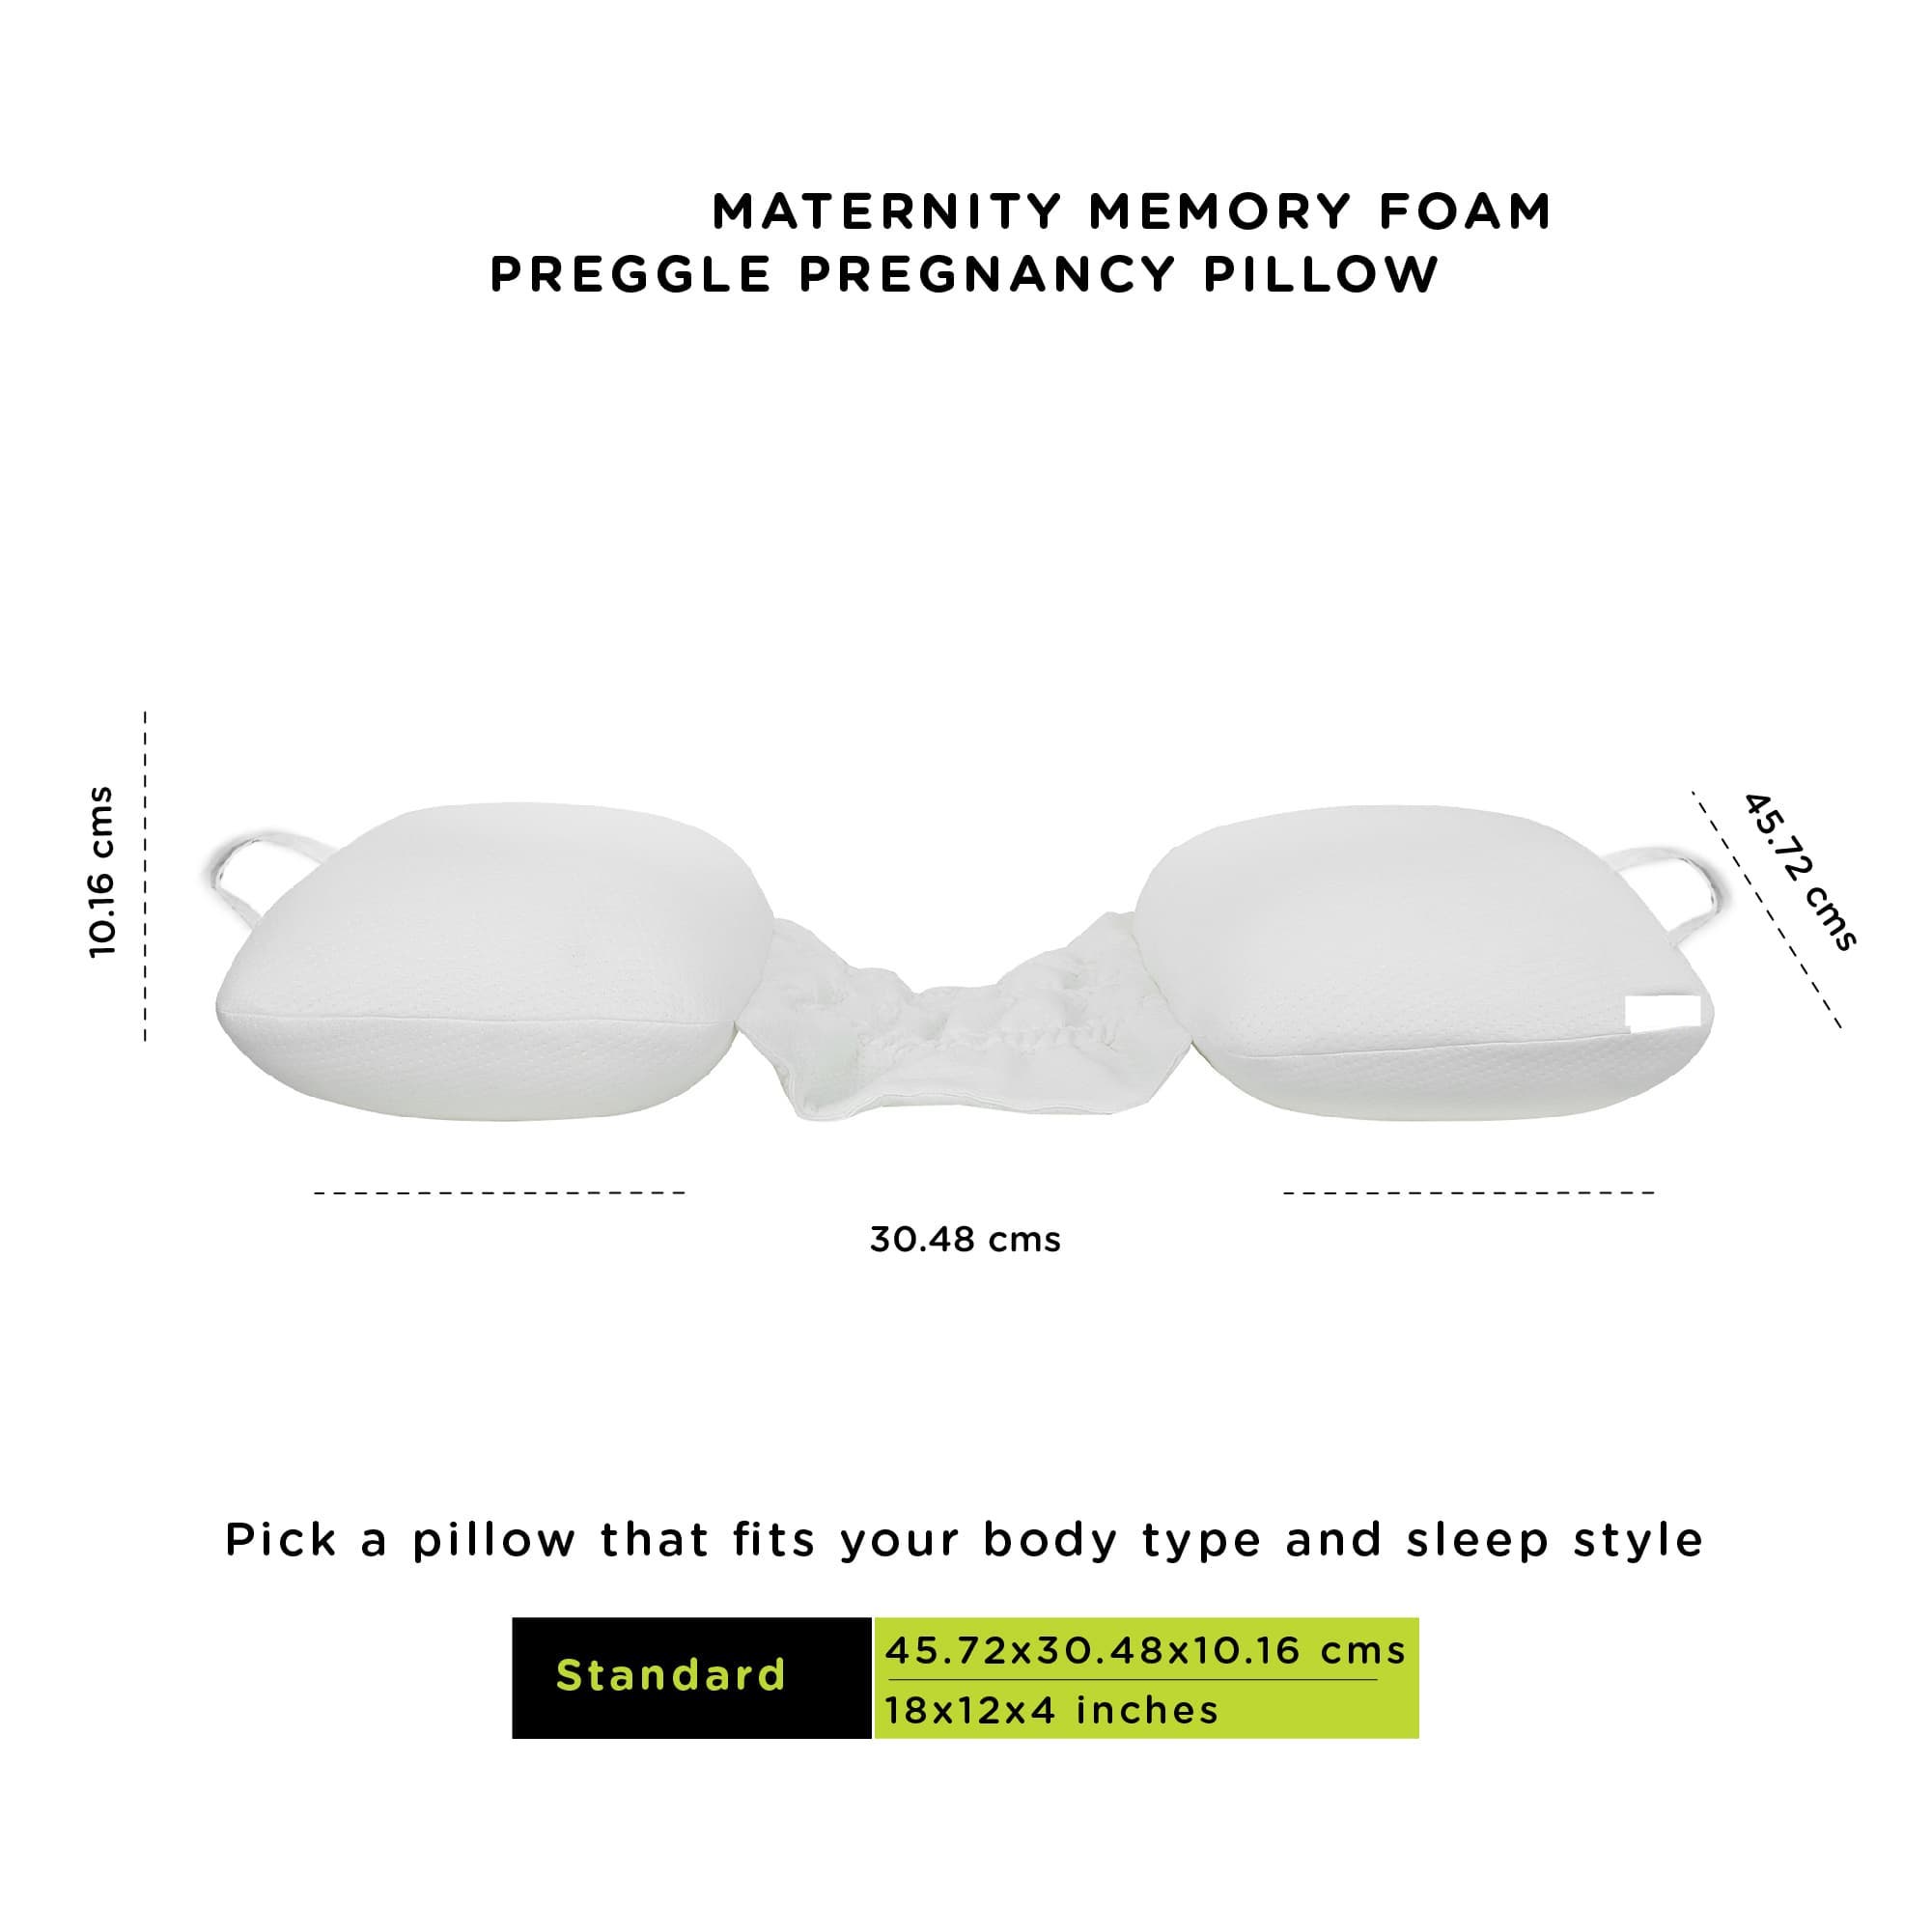 MATERNITY MEMORY FOAM
PREGGLE PREGNANCY PILLOW
10.16 cms
45.72 cms
30.48 cms
Pick a pillow that fits your body type and sleep style
Standard
45.72x30.48x10.16 cms
18x12x4 inches